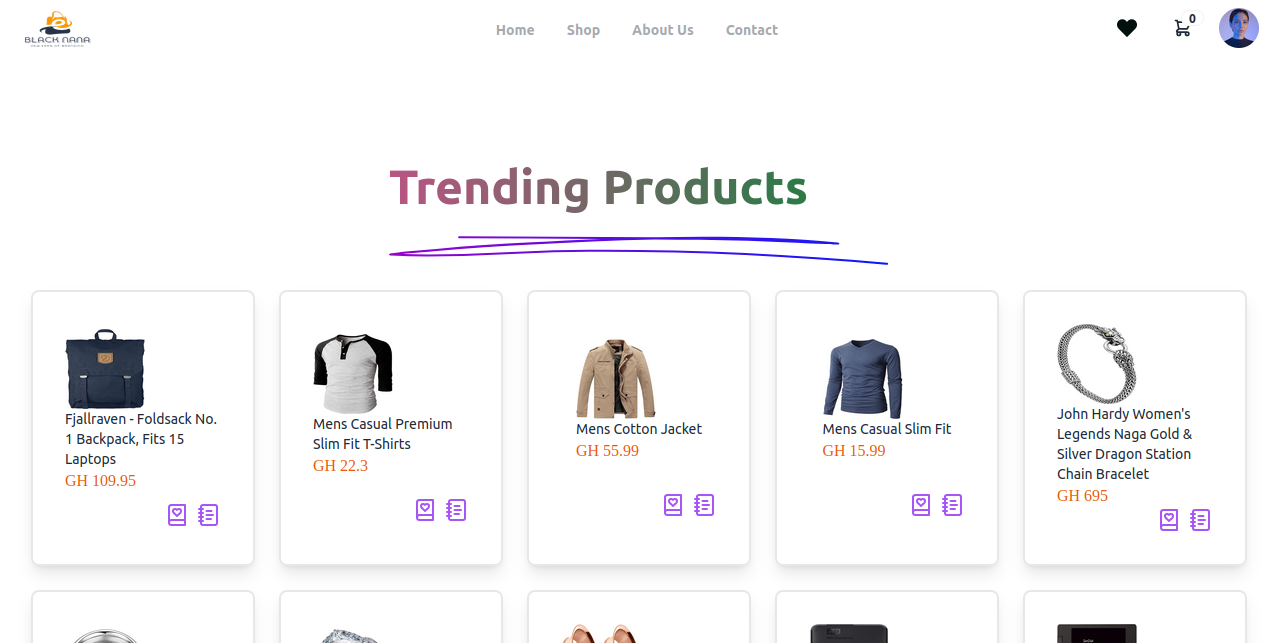 BLACK NANA
Home Shop About Us Contact
0
Trending Products
Fjallraven - Foldsack No.
1 Backpack, Fits 15
Laptops
GH 109.95
Mens Casual Premium
Slim Fit T-Shirts
GH 22.3
Mens Cotton Jacket
GH 55.99
Mens Casual Slim Fit
GH 15.99
John Hardy Women's
Legends Naga Gold &
Silver Dragon Station
Chain Bracelet
GH 695